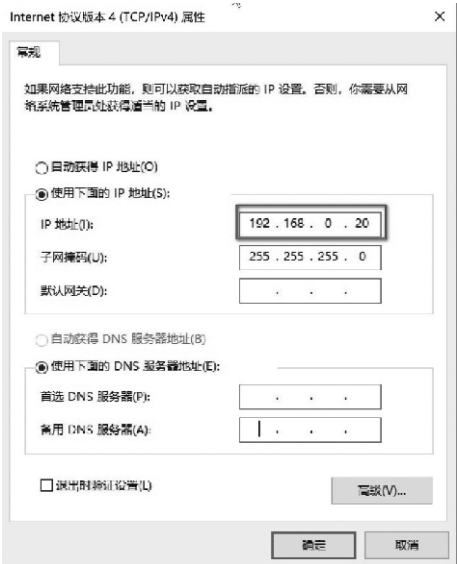 Internet 协议版本 4 (TCP/IPv4) 属性
常规
如果网络支持此功能，则可以获取自动指派的 IP 设置。否则，你需要从网
络系统管理员处获得适当的 IP 设置。
自动获得 IP 地址(O)
使用下面的 IP 地址(S):
IP 地址(I): 192 . 168 . 0 . 20
子网掩码(U): 255 . 255 . 255 . 0
默认网关(D): . . .
自动获得 DNS 服务器地址(B)
使用下面的 DNS 服务器地址(E):
首选 DNS 服务器(P): . . .
备用 DNS 服务器(A): . . .
退出时验证设置(L)
高级(V)...
确定 取消